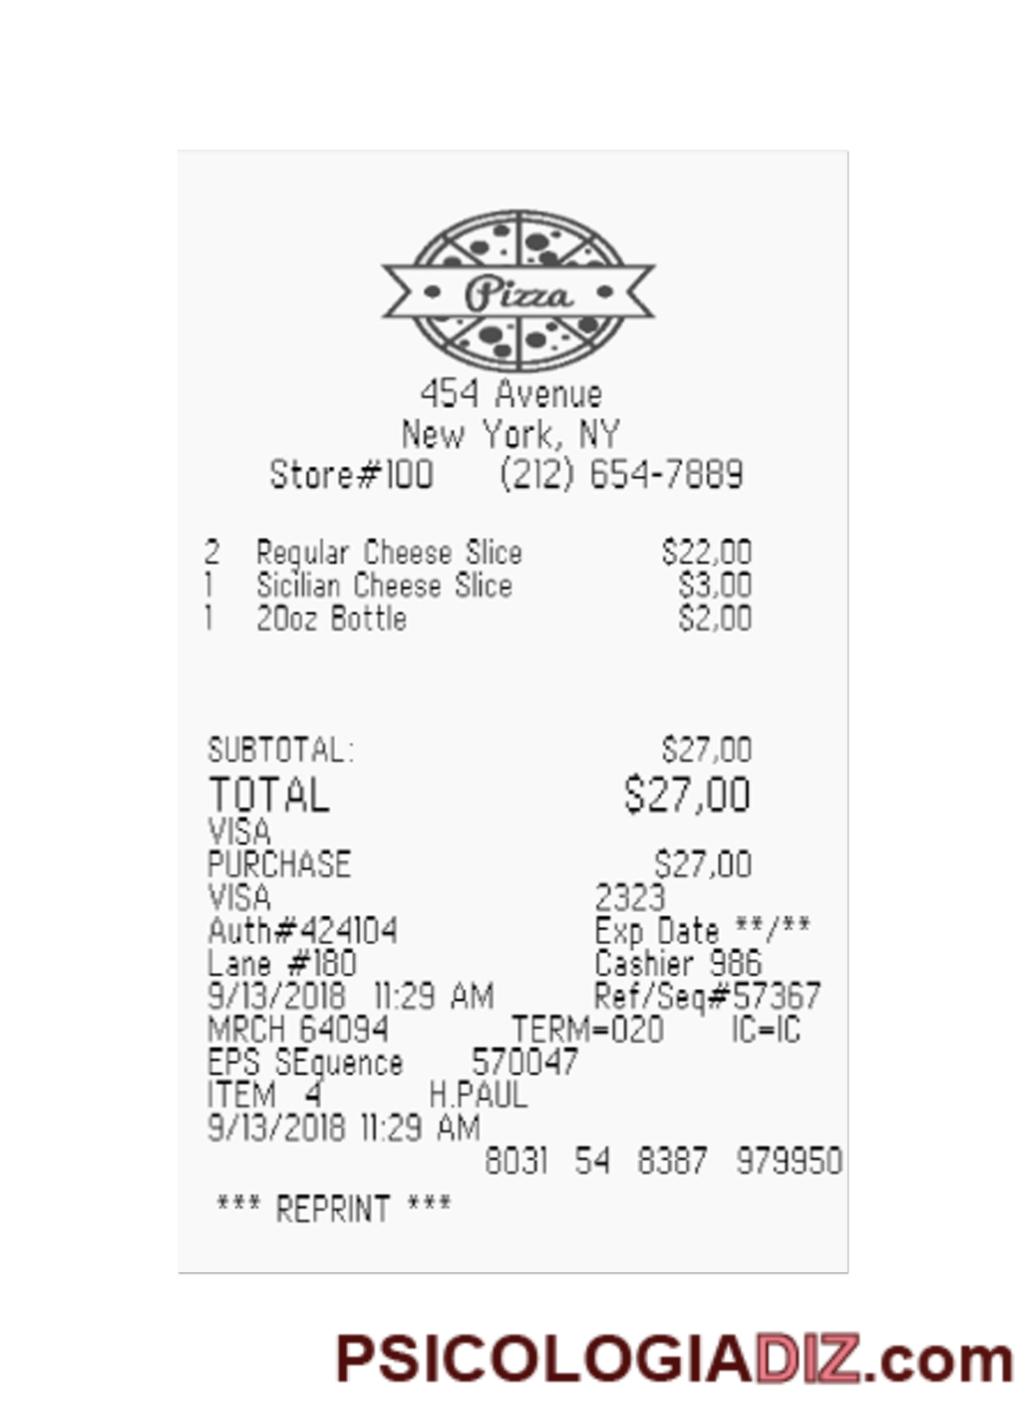 Pizza
454 Avenue
New York, NY
Store#100 (212) 654-7889
2 Regular Cheese Slice $22,00
1 Sicilian Cheese Slice $3,00
1 20oz Bottle $2,00
SUBTOTAL: $27,00
TOTAL $27,00
VISA
PURCHASE $27,00
VISA 2323
Auth#424104 Exp Date **/**
Lane #180 Cashier 986
9/13/2018 11:29 AM Ref/Seq#57367
MRCH 64094 TERM=020 IC=IC
EPS SEquence 570047
ITEM 4 H.PAUL
9/13/2018 11:29 AM
8031 54 8387 979950
*** REPRINT ***
PSICOLOGIADIZ.com